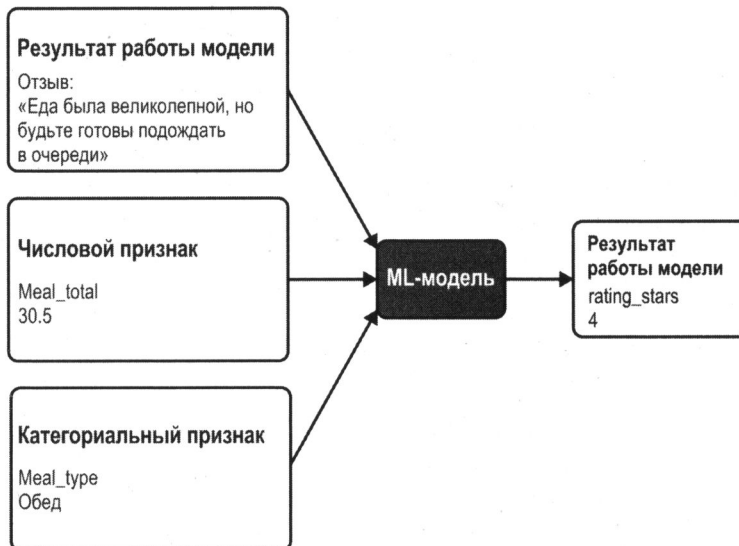 Результат работы модели
Отзыв:
«Еда была великолепной, но
будьте готовы подождать
в очереди»
Числовой признак
Meal_total
30.5
Категориальный признак
Meal_type
Обед
ML-модель
Результат
работы модели
rating_stars
4